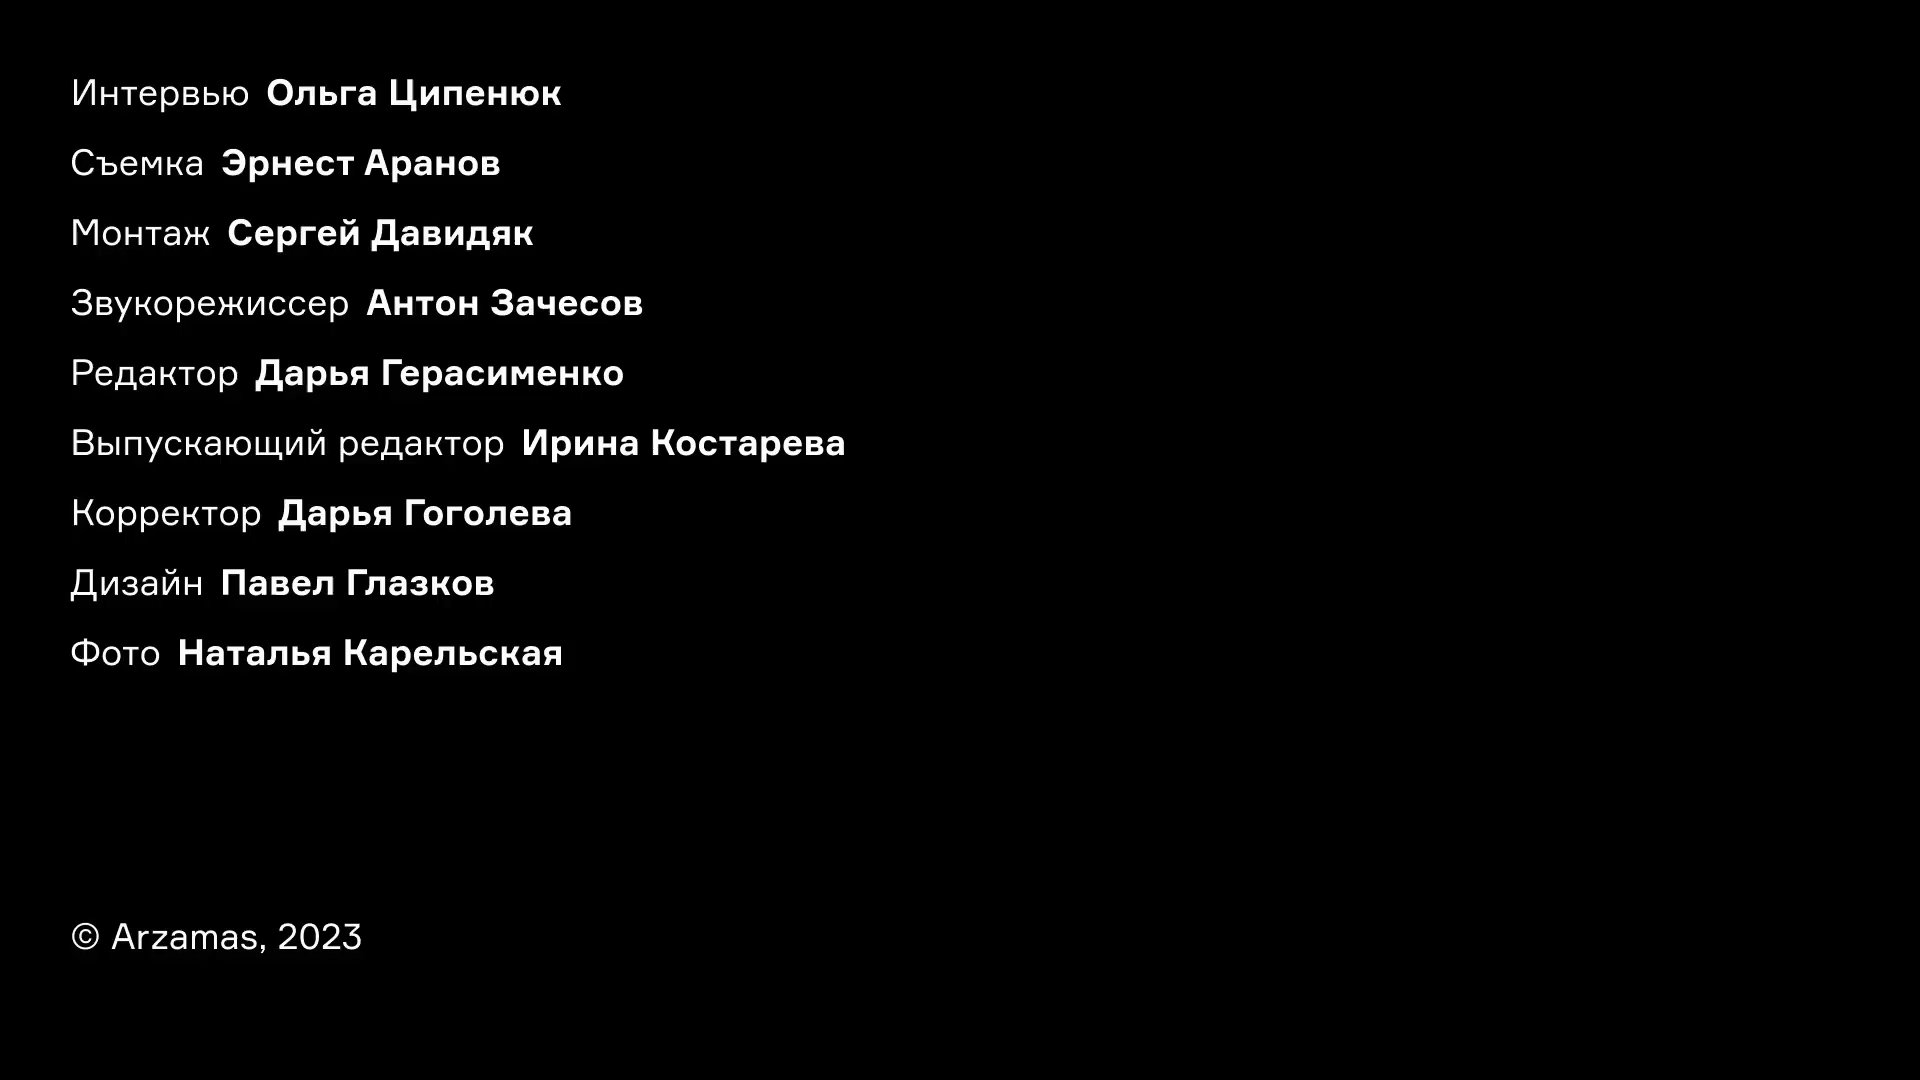 Интервью Ольга Ципенюк
Съемка Эрнест Аранов
Монтаж Сергей Давидяк
Звукорежиссер Антон Зачесов
Редактор Дарья Герасименко
Выпускающий редактор Ирина Костарева
Корректор Дарья Гоголева
Дизайн Павел Глазков
Фото Наталья Карельская
© Arzamas, 2023